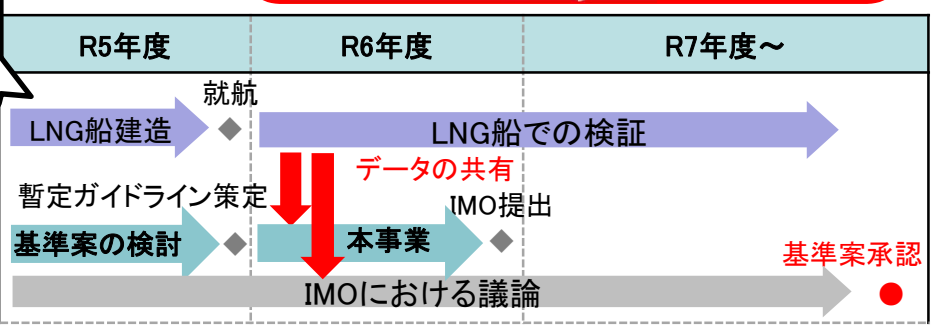 R5年度
R6年度
R7年度～
就航
LNG船建造
LNG船での検証
データの共有
暫定ガイドライン策定
IMO提出
基準案の検討
本事業
基準案承認
IMOにおける議論